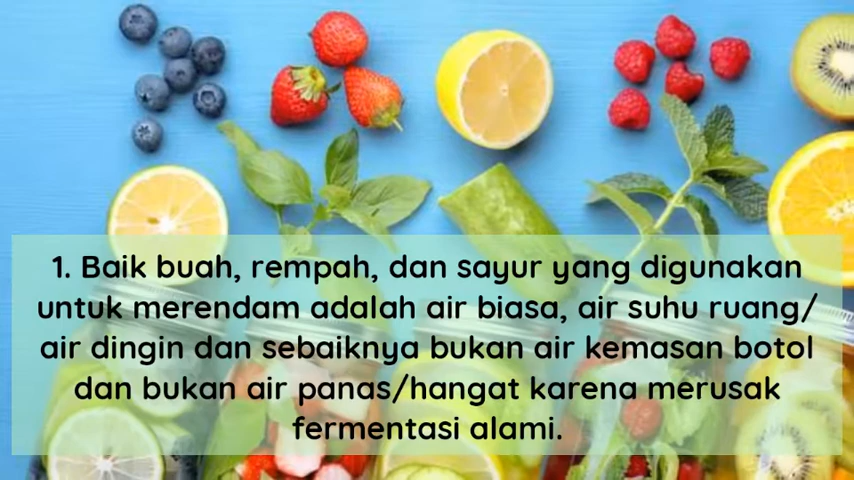 1. Baik buah, rempah, dan sayur yang digunakan
untuk merendam adalah air biasa, air suhu ruang/
air dingin dan sebaiknya bukan air kemasan botol
dan bukan air panas/hangat karena merusak
fermentasi alami.